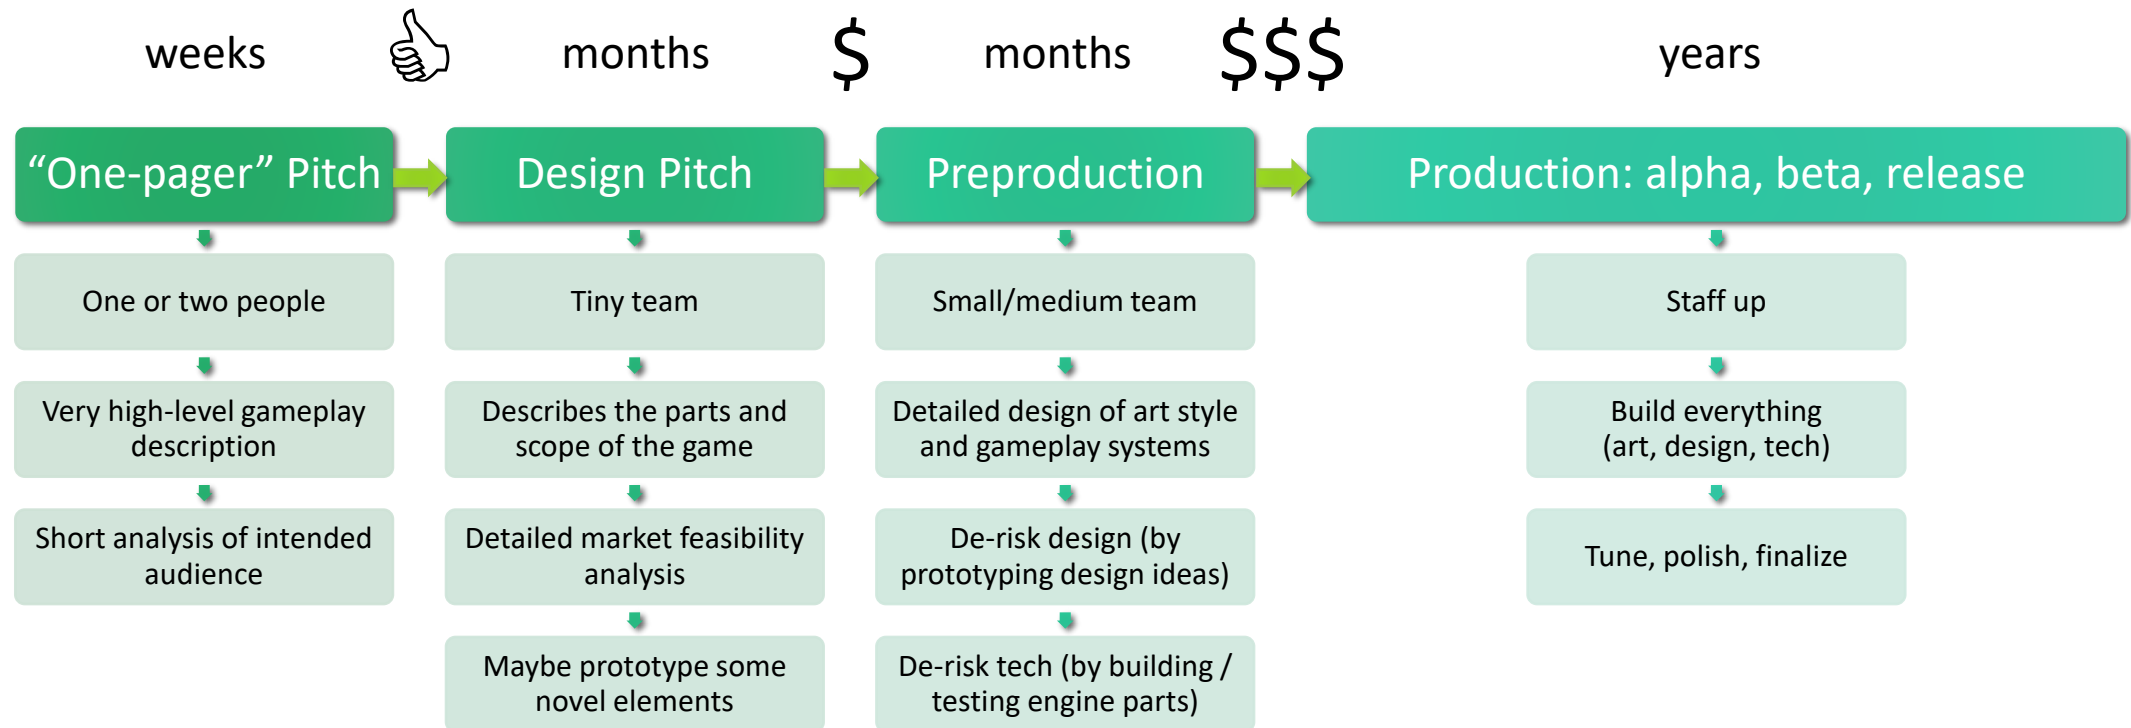 weeks
months
$
months
$$$
years
“One-pager” Pitch
Design Pitch
Preproduction
Production: alpha, beta, release
One or two people
Very high-level gameplay
description
Short analysis of intended
audience
Tiny team
Describes the parts and
scope of the game
Detailed market feasibility
analysis
Maybe prototype some
novel elements
Small/medium team
Detailed design of art style
and gameplay systems
De-risk design (by
prototyping design ideas)
De-risk tech (by building /
testing engine parts)
Staff up
Build everything
(art, design, tech)
Tune, polish, finalize